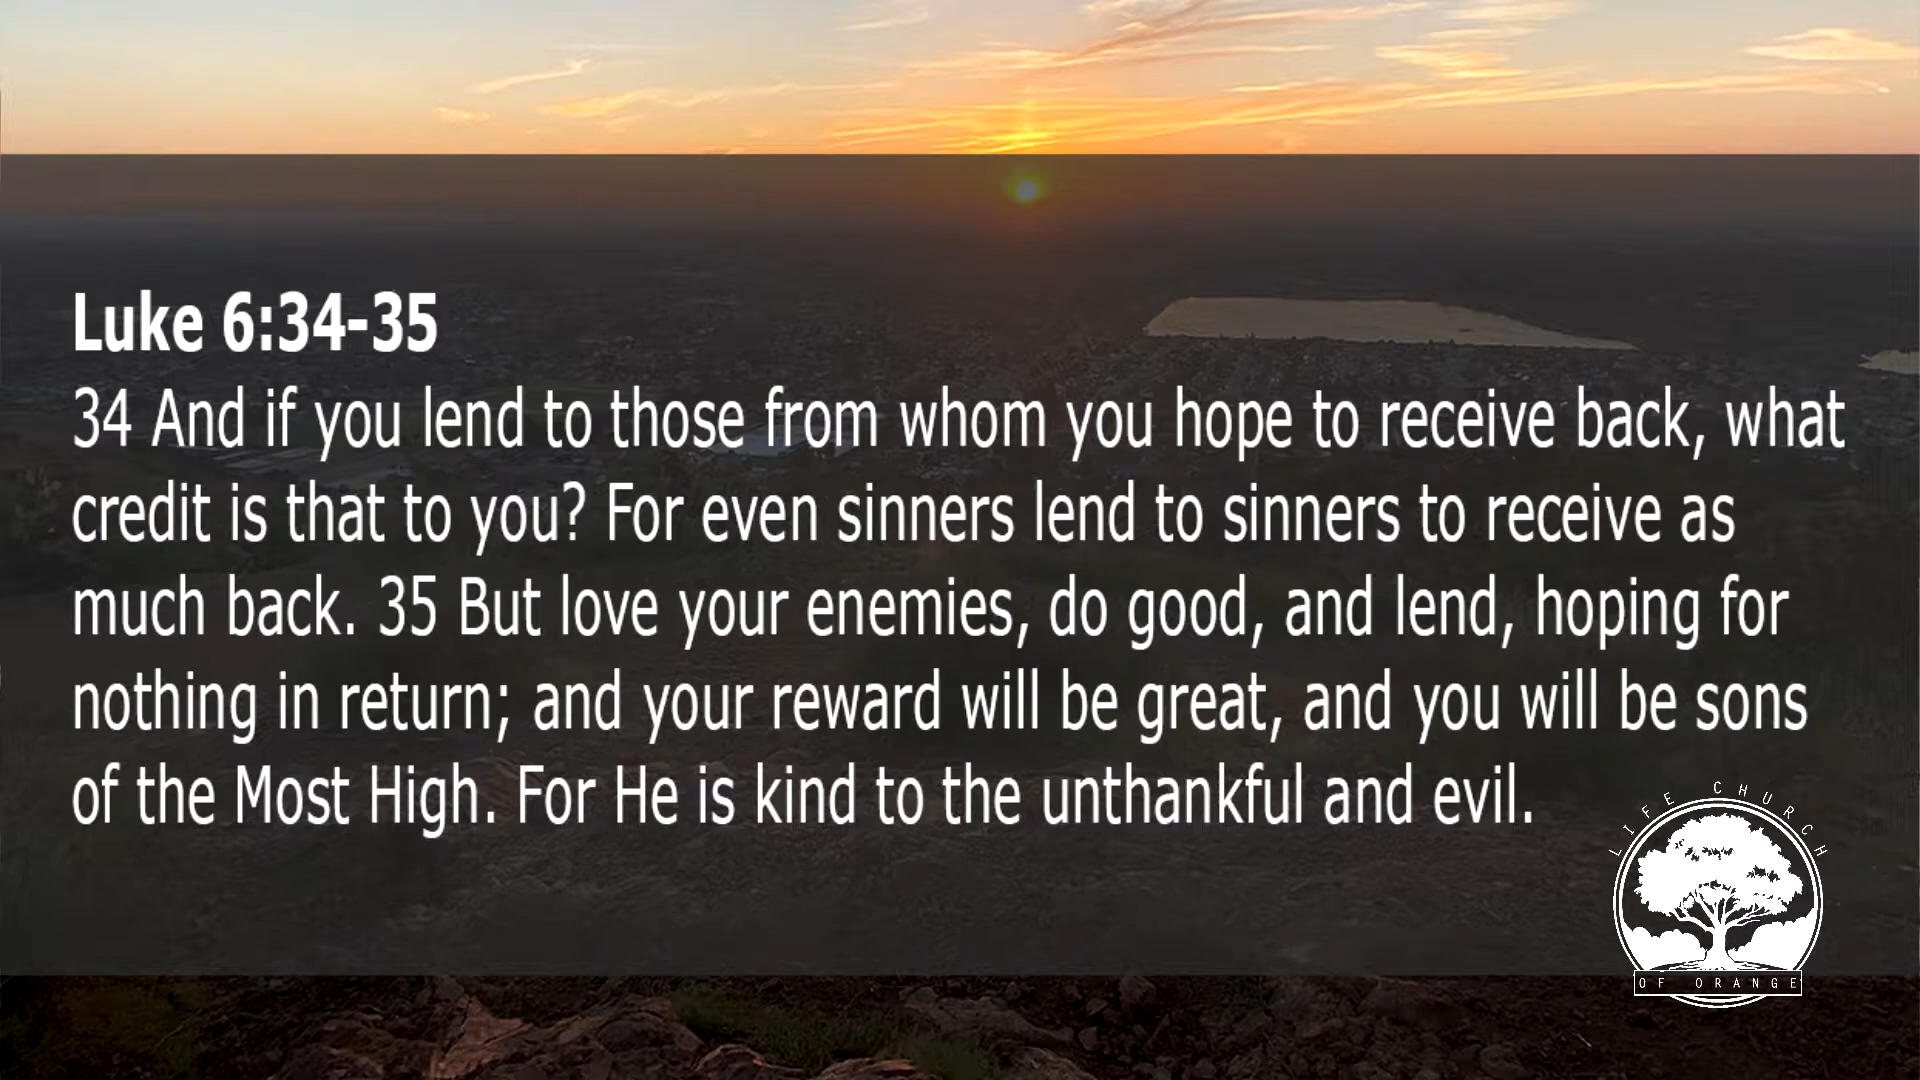 Luke 6:34-35
34 And if you lend to those from whom you hope to receive back, what
credit is that to you? For even sinners lend to sinners to receive as
much back. 35 But love your enemies, do good, and lend, hoping for
nothing in return; and your reward will be great, and you will be sons
of the Most High. For He is kind to the unthankful and evil.
LIFE CHURCH
OF ORANGE